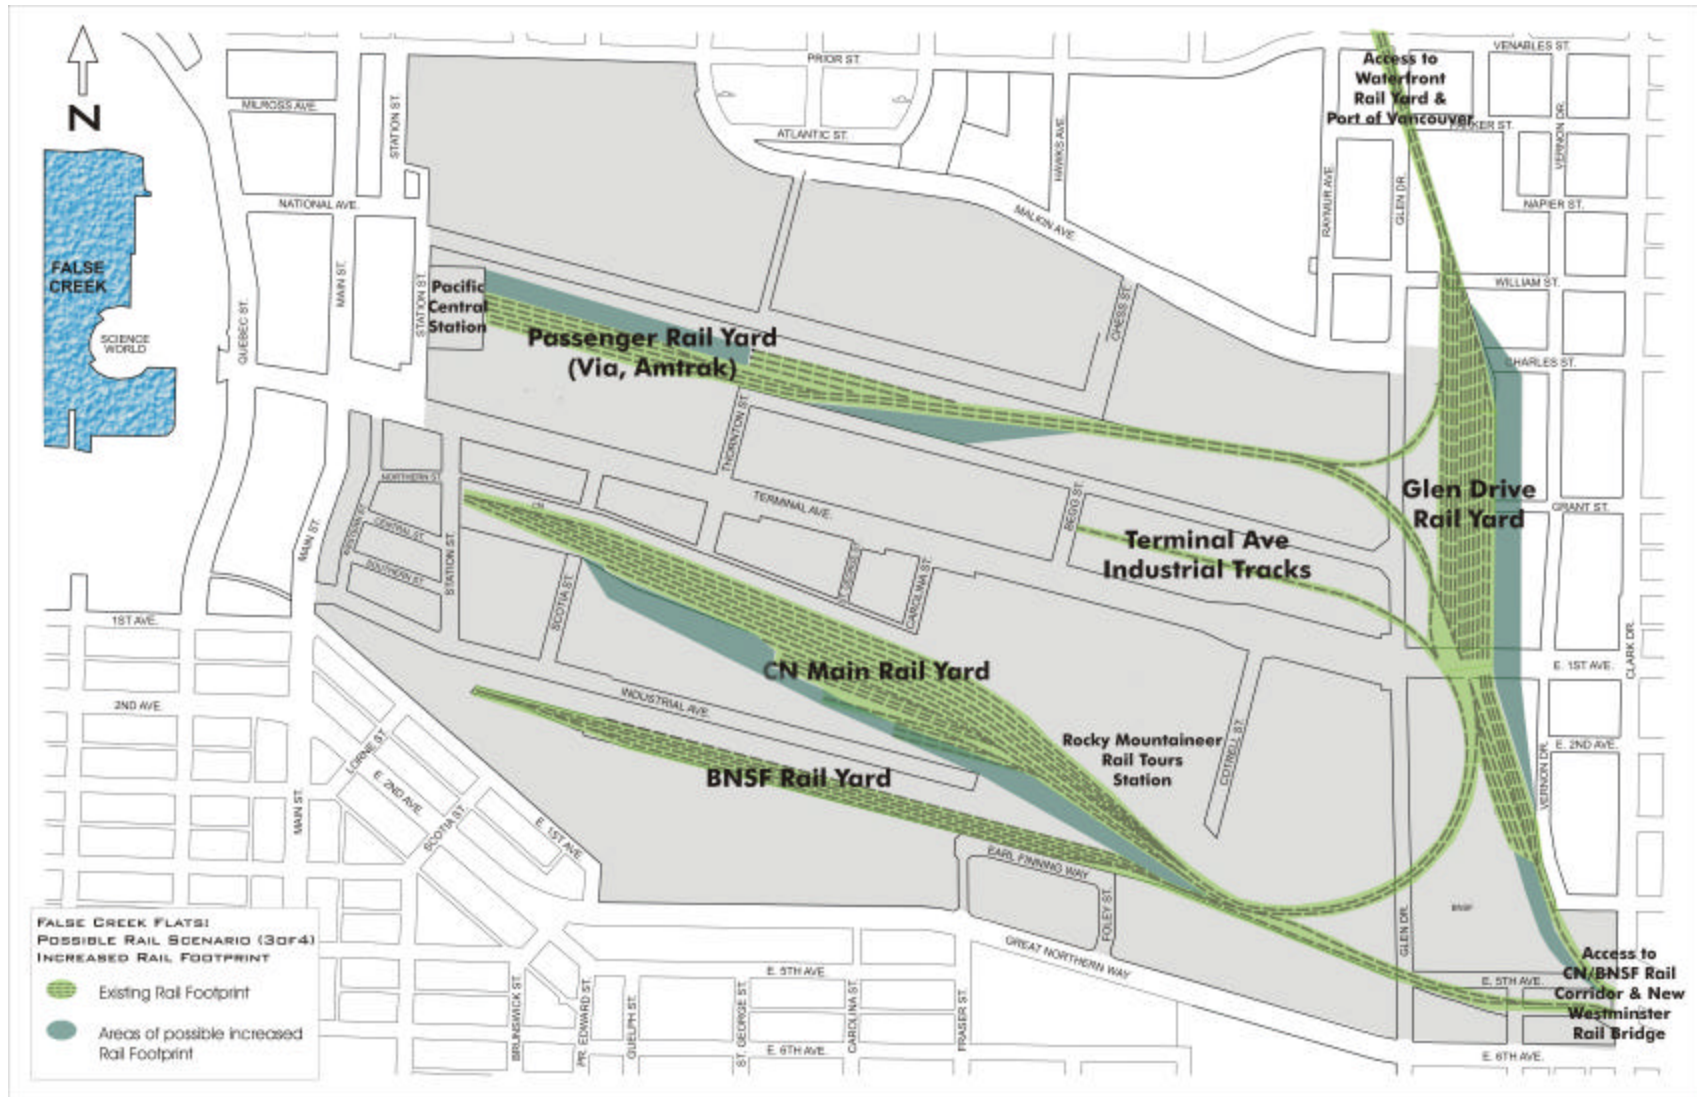 VENABLES ST.
PRIOR ST.
Access to
Waterfront
Rail Yard &
Port of Vancouver
MILROSS AVE.
STATION ST.
N
ATLANTIC ST.
HAWKS AVE.
PARKER ST.
VERNON DR.
RAYMUR AVE.
GLEN DR.
NATIONAL AVE.
NAPIER ST.
MALKIN AVE.
FALSE
CREEK
MAIN ST.
STATION ST.
Pacific
Central
Station
WILLIAM ST.
CHESS ST.
QUEBEC ST.
SCIENCE
WORLD
Passenger Rail Yard
(Via, Amtrak)
CHARLES ST.
THORNTON ST.
NORTHERN ST.
Glen Drive
Rail Yard
TERMINAL AVE.
CN
BEGG ST.
GRANT ST.
MAIN ST.
WESTERN ST.
CENTRAL ST.
Terminal Ave
Industrial Tracks
SOUTHERN ST.
STATION ST.
SCOTIA ST.
CAROLINA ST.
1ST AVE.
CLARK DR.
CN Main Rail Yard
E. 1ST AVE.
2ND AVE.
INDUSTRIAL AVE.
LORNE ST.
Rocky Mountaineer
Rail Tours
Station
COTRELL ST.
E. 2ND AVE.
BNSF Rail Yard
E. 2ND AVE.
VERNON DR.
MAIN ST.
SCOTIA ST.
E. 1ST AVE.
EARL FINNING WAY
FOLEY ST.
GLEN DR.
BNSF
FALSE CREEK FLATS:
POSSIBLE RAIL SCENARIO (3OF4)
INCREASED RAIL FOOTPRINT
Existing Rail Footprint
Areas of possible increased
Rail Footprint
GREAT NORTHERN WAY
Access to
CN/BNSF Rail
Corridor & New
Westminster
Rail Bridge
E. 5TH AVE.
E. 5TH AVE.
BRUNSWICK ST.
PR. EDWARD ST.
GUELPH ST.
ST. GEORGE ST.
CAROLINA ST.
FRASER ST.
E. 6TH AVE.
E. 6TH AVE.